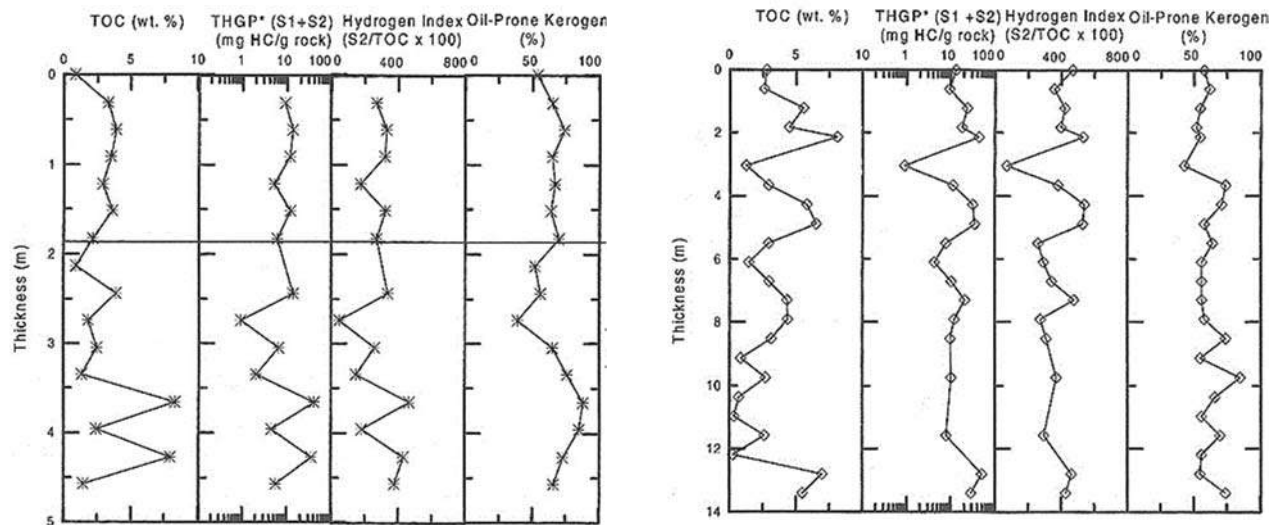 TOC (wt. %) THGP* (S1+S2) Hydrogen Index Oil-Prone Kerogen
(mg HC/g rock) (S2/TOC x 100) (%)
0 5 10 1 10 100 0 400 800 0 50 100
0
1
2
3
4
5
Thickness (m)
TOC (wt. %) THGP* (S1 +S2) Hydrogen Index Oil-Prone Kerogen
(mg HC/g rock) (S2/TOC x 100) (%)
0 5 10 1 10 100 0 400 800 0 50 100
0
2
4
6
8
10
12
14
Thickness (m)